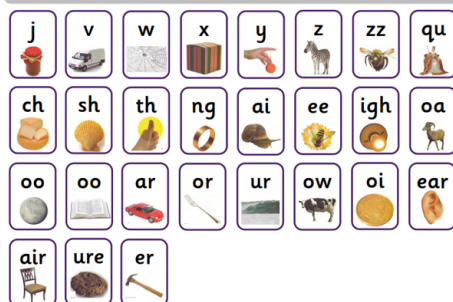 j v w x y z zz qu
ch sh th ng ai ee igh oa
oo oo ar or ur ow oi ear
air ure er